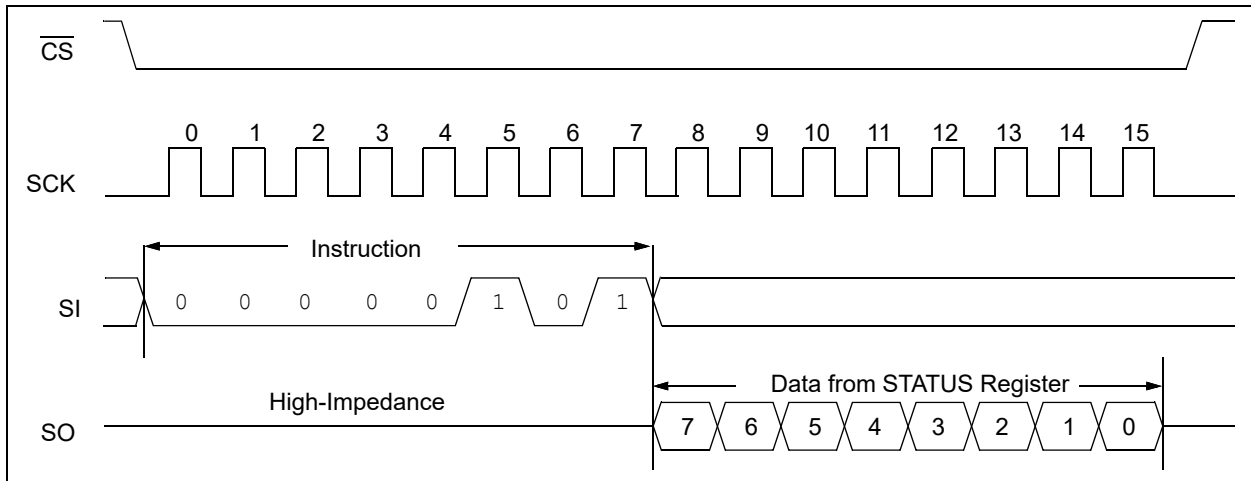 CS
0 1 2 3 4 5 6 7 8 9 10 11 12 13 14 15
SCK
Instruction
SI 0 0 0 0 0 1 0 1
Data from STATUS Register
High-Impedance
SO 7 6 5 4 3 2 1 0